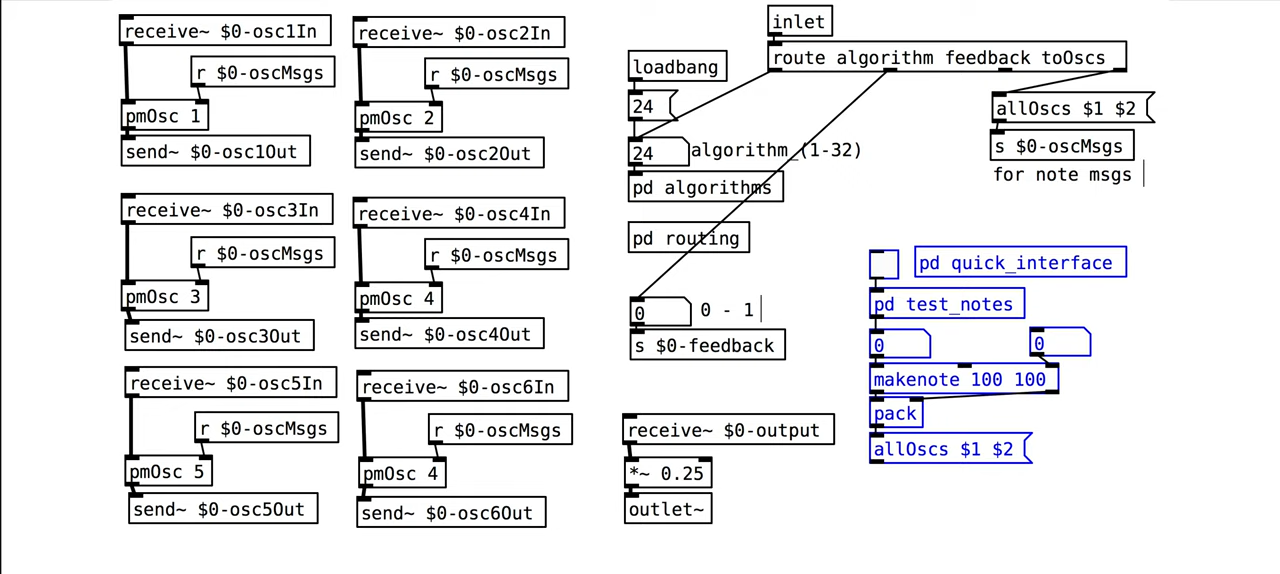 receive~ $0-osc1In
r $0-oscMsgs
pmOsc 1
send~ $0-osc1Out
receive~ $0-osc2In
r $0-oscMsgs
pmOsc 2
send~ $0-osc2Out
receive~ $0-osc3In
r $0-oscMsgs
pmOsc 3
send~ $0-osc3Out
receive~ $0-osc4In
r $0-oscMsgs
pmOsc 4
send~ $0-osc4Out
receive~ $0-osc5In
r $0-oscMsgs
pmOsc 5
send~ $0-osc5Out
receive~ $0-osc6In
r $0-oscMsgs
pmOsc 4
send~ $0-osc6Out
inlet
route algorithm feedback toOscs
loadbang
24
24 algorithm_(1-32)
pd algorithms
pd routing
0 0 - 1
s $0-feedback
receive~ $0-output
*~ 0.25
outlet~
allOscs $1 $2
s $0-oscMsgs
for note msgs
pd quick_interface
pd test_notes
0 0
makenote 100 100
pack
allOscs $1 $2